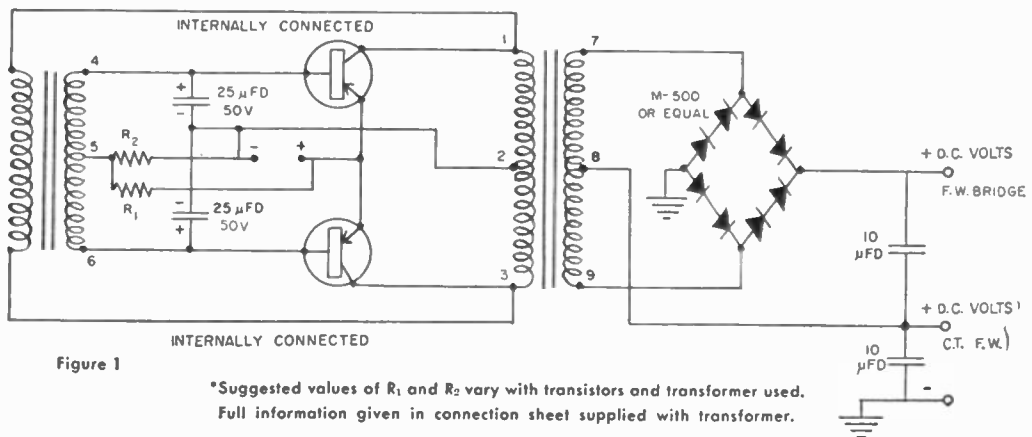 INTERNALLY CONNECTED
1
7
4
+
-
25 µFD
50V
M-500
OR EQUAL
R2
5
-
+
2
8
+ D.C. VOLTS
F.W. BRIDGE
R1
-
+
25 µFD
50V
10
µFD
6
3
9
+ D.C. VOLTS
C.T. F.W.)
INTERNALLY CONNECTED
10
µFD
-
Figure 1
*Suggested values of R1 and R2 vary with transistors and transformer used.
Full information given in connection sheet supplied with transformer.